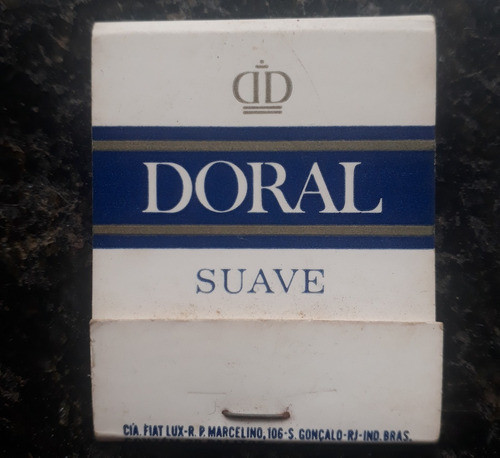 DORAL
SUAVE
CIA. FIAT LUX-R. P. MARCELINO, 106-S. GONÇALO-RJ-IND. BRAS.